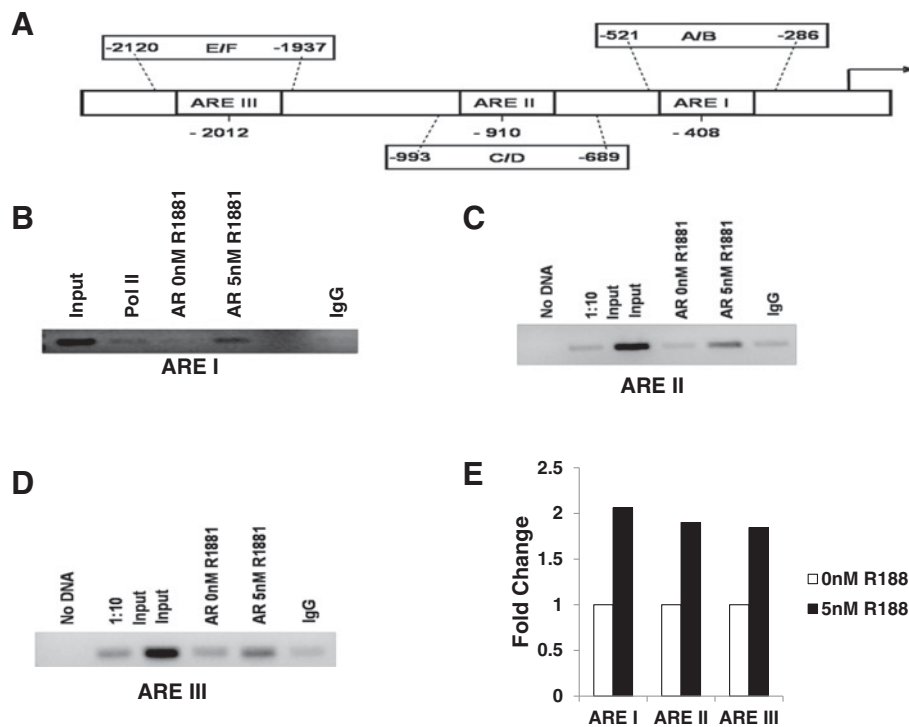 A
-2120 E/F -1937
-521 A/B -286
ARE III
ARE II
ARE I
- 2012
- 910
- 408
-993 C/D -689
B
Input
Pol II
AR 0nM R1881
AR 5nM R1881
IgG
ARE I
C
No DNA
1:10
Input
Input
AR 0nM R1881
AR 5nM R1881
IgG
ARE II
D
No DNA
1:10
Input
Input
AR 0nM R1881
AR 5nM R1881
IgG
ARE III
E
Fold Change
2.5
2
1.5
1
0.5
0
ARE I ARE II ARE III
0nM R188
5nM R188